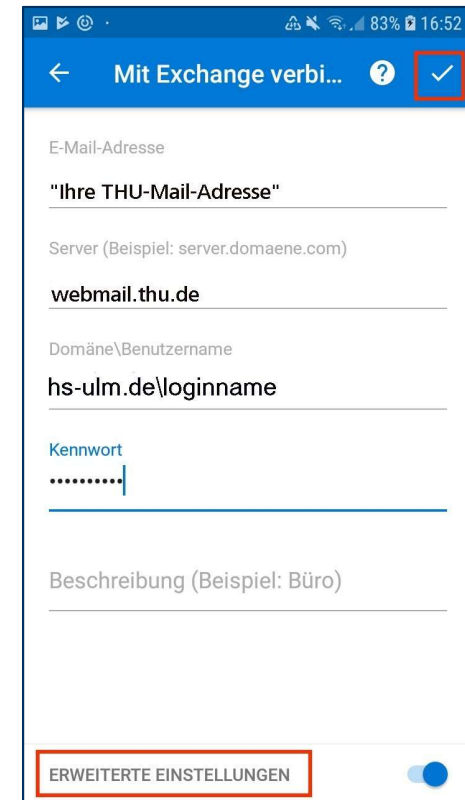 83% 16:52
Mit Exchange verbi... ?
E-Mail-Adresse
"Ihre THU-Mail-Adresse"
Server (Beispiel: server.domaene.com)
webmail.thu.de
Domäne\Benutzername
hs-ulm.de\loginname
Kennwort
••••••••••
Beschreibung (Beispiel: Büro)
ERWEITERTE EINSTELLUNGEN